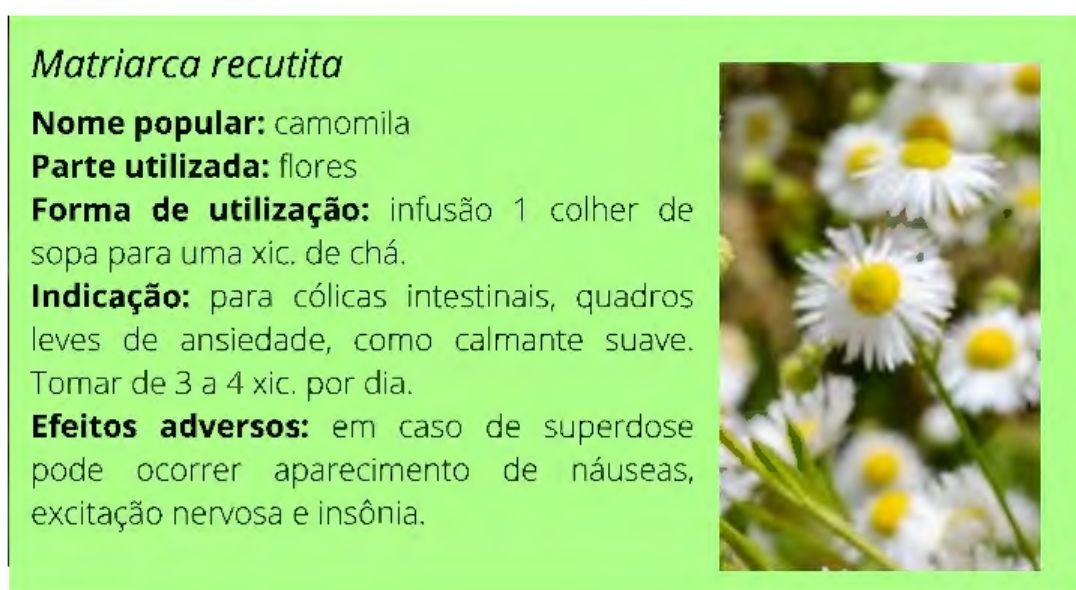 Matriarca recutita
Nome popular: camomila
Parte utilizada: flores
Forma de utilização: infusão 1 colher de
sopa para uma xic. de chá.
Indicação: para cólicas intestinais, quadros
leves de ansiedade, como calmante suave.
Tomar de 3 a 4 xic. por dia.
Efeitos adversos: em caso de superdose
pode ocorrer aparecimento de náuseas,
excitação nervosa e insônia.